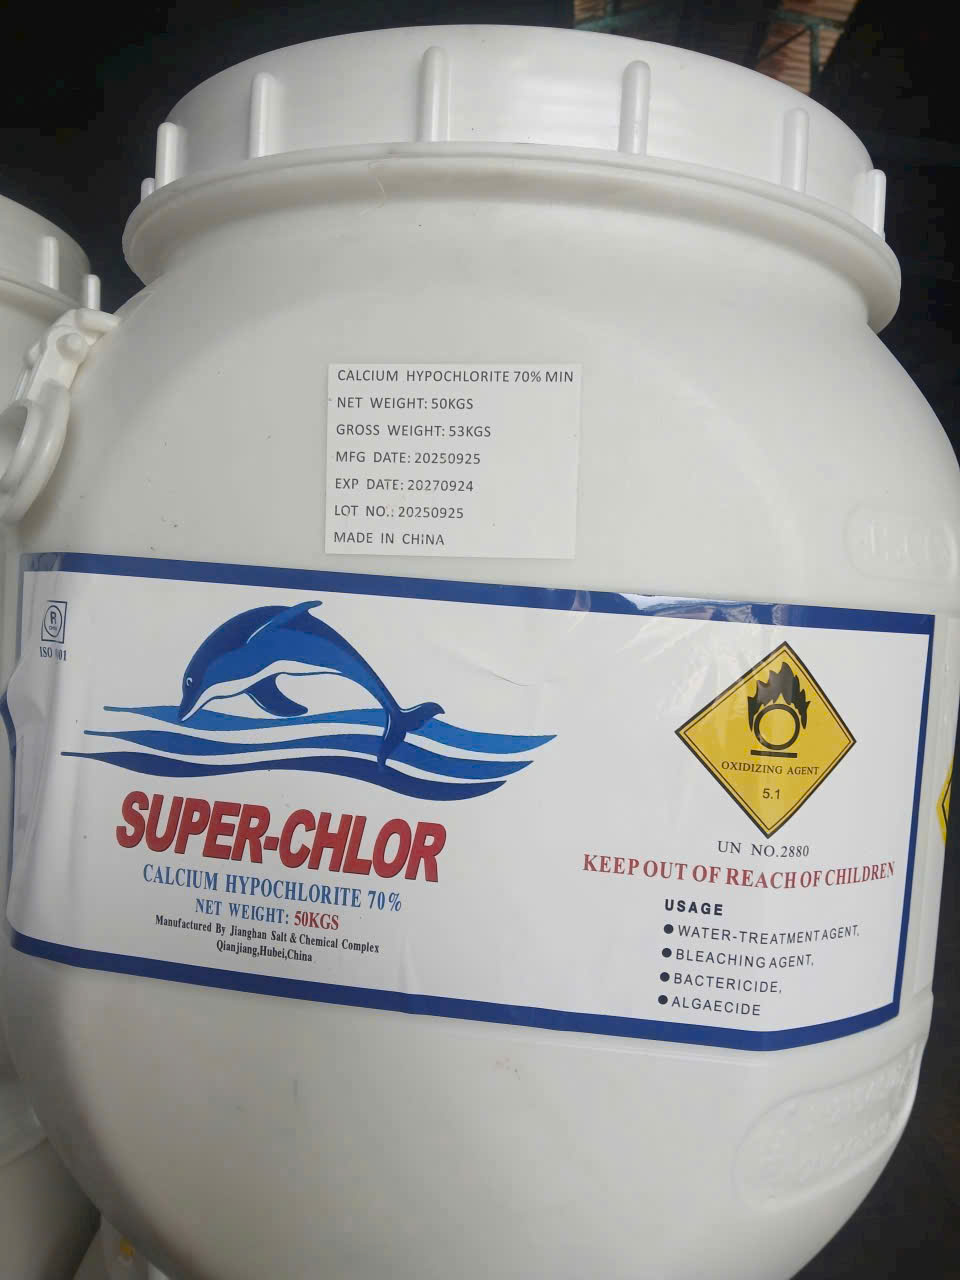 CALCIUM HYPOCHLORITE 70% MIN
NET WEIGHT: 50KGS
GROSS WEIGHT: 53KGS
MFG DATE: 20250925
EXP DATE: 20270924
LOT NO.: 20250925
MADE IN CHINA
R
ISO
SUPER-CHLOR
CALCIUM HYPOCHLORITE 70%
NET WEIGHT: 50KGS
Manufactured By Jianghan Salt & Chemical Complex
Qianjiang,Hubei,China
OXIDIZING AGENT
5.1
UN NO.2880
KEEP OUT OF REACH OF CHILDREN
USAGE
● WATER-TREATMENT AGENT,
● BLEACHING AGENT,
● BACTERICIDE,
● ALGAECIDE